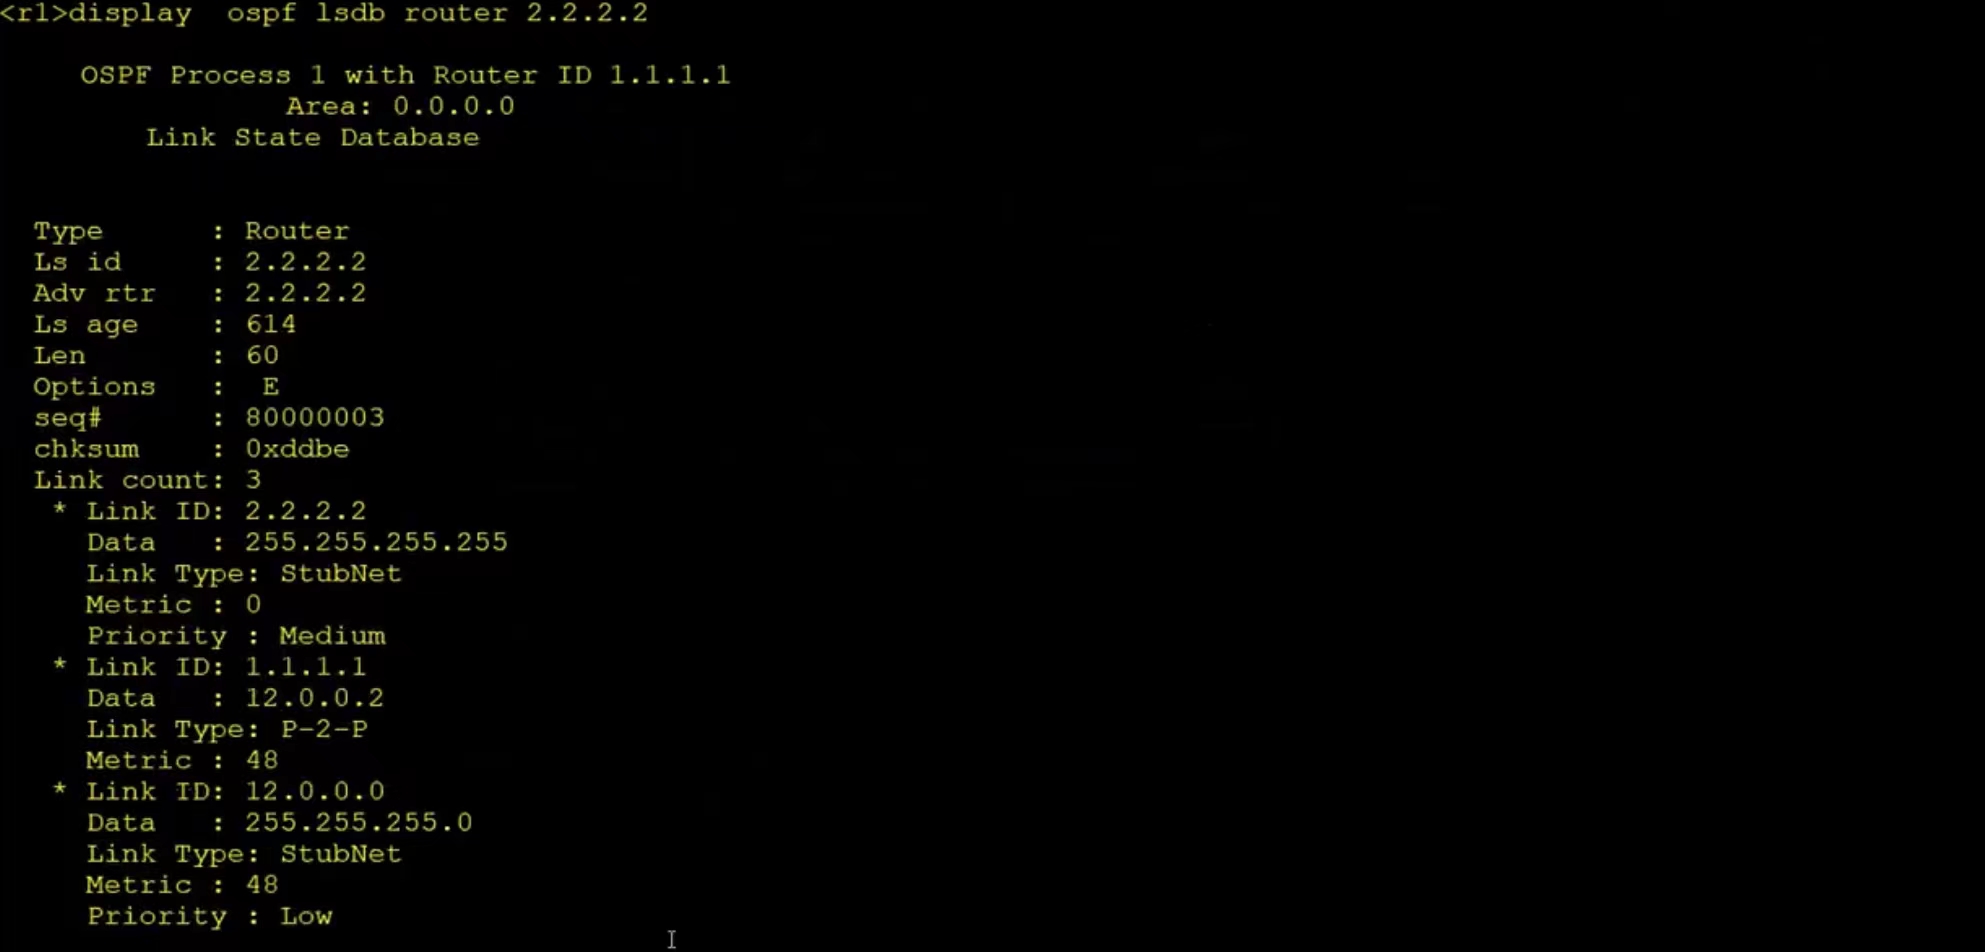 <r1>display  ospf lsdb router 2.2.2.2
OSPF Process 1 with Router ID 1.1.1.1
Area: 0.0.0.0
Link State Database
Type      : Router
Ls id     : 2.2.2.2
Adv rtr   : 2.2.2.2
Ls age    : 614
Len       : 60
Options   :  E
seq#      : 80000003
chksum    : 0xddbe
Link count: 3
* Link ID: 2.2.2.2
Data   : 255.255.255.255
Link Type: StubNet
Metric : 0
Priority : Medium
* Link ID: 1.1.1.1
Data   : 12.0.0.2
Link Type: P-2-P
Metric : 48
* Link ID: 12.0.0.0
Data   : 255.255.255.0
Link Type: StubNet
Metric : 48
Priority : Low